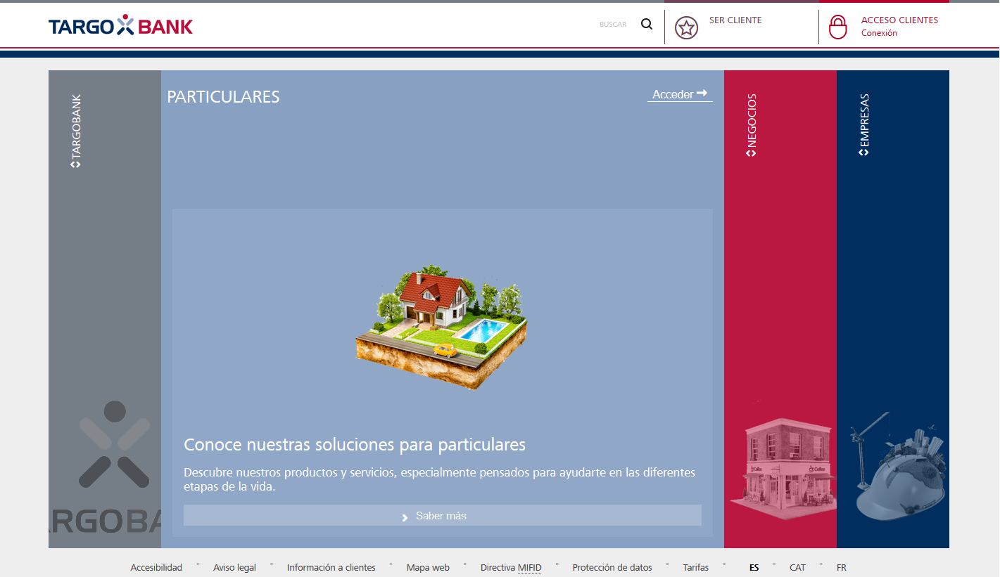 TARGO BANK
BUSCAR
SER CLIENTE
ACCESO CLIENTES
Conexión
TARGOBANK
PARTICULARES
Acceder
NEGOCIOS
EMPRESAS
Conoce nuestras soluciones para particulares
Descubre nuestros productos y servicios, especialmente pensados para ayudarte en las diferentes
etapas de la vida.
Saber más
ARGOBA
Coffee
Coffee
Accesibilidad - Aviso legal - Información a clientes - Mapa web - Directiva MIFID - Protección de datos - Tarifas - ES - CAT - FR